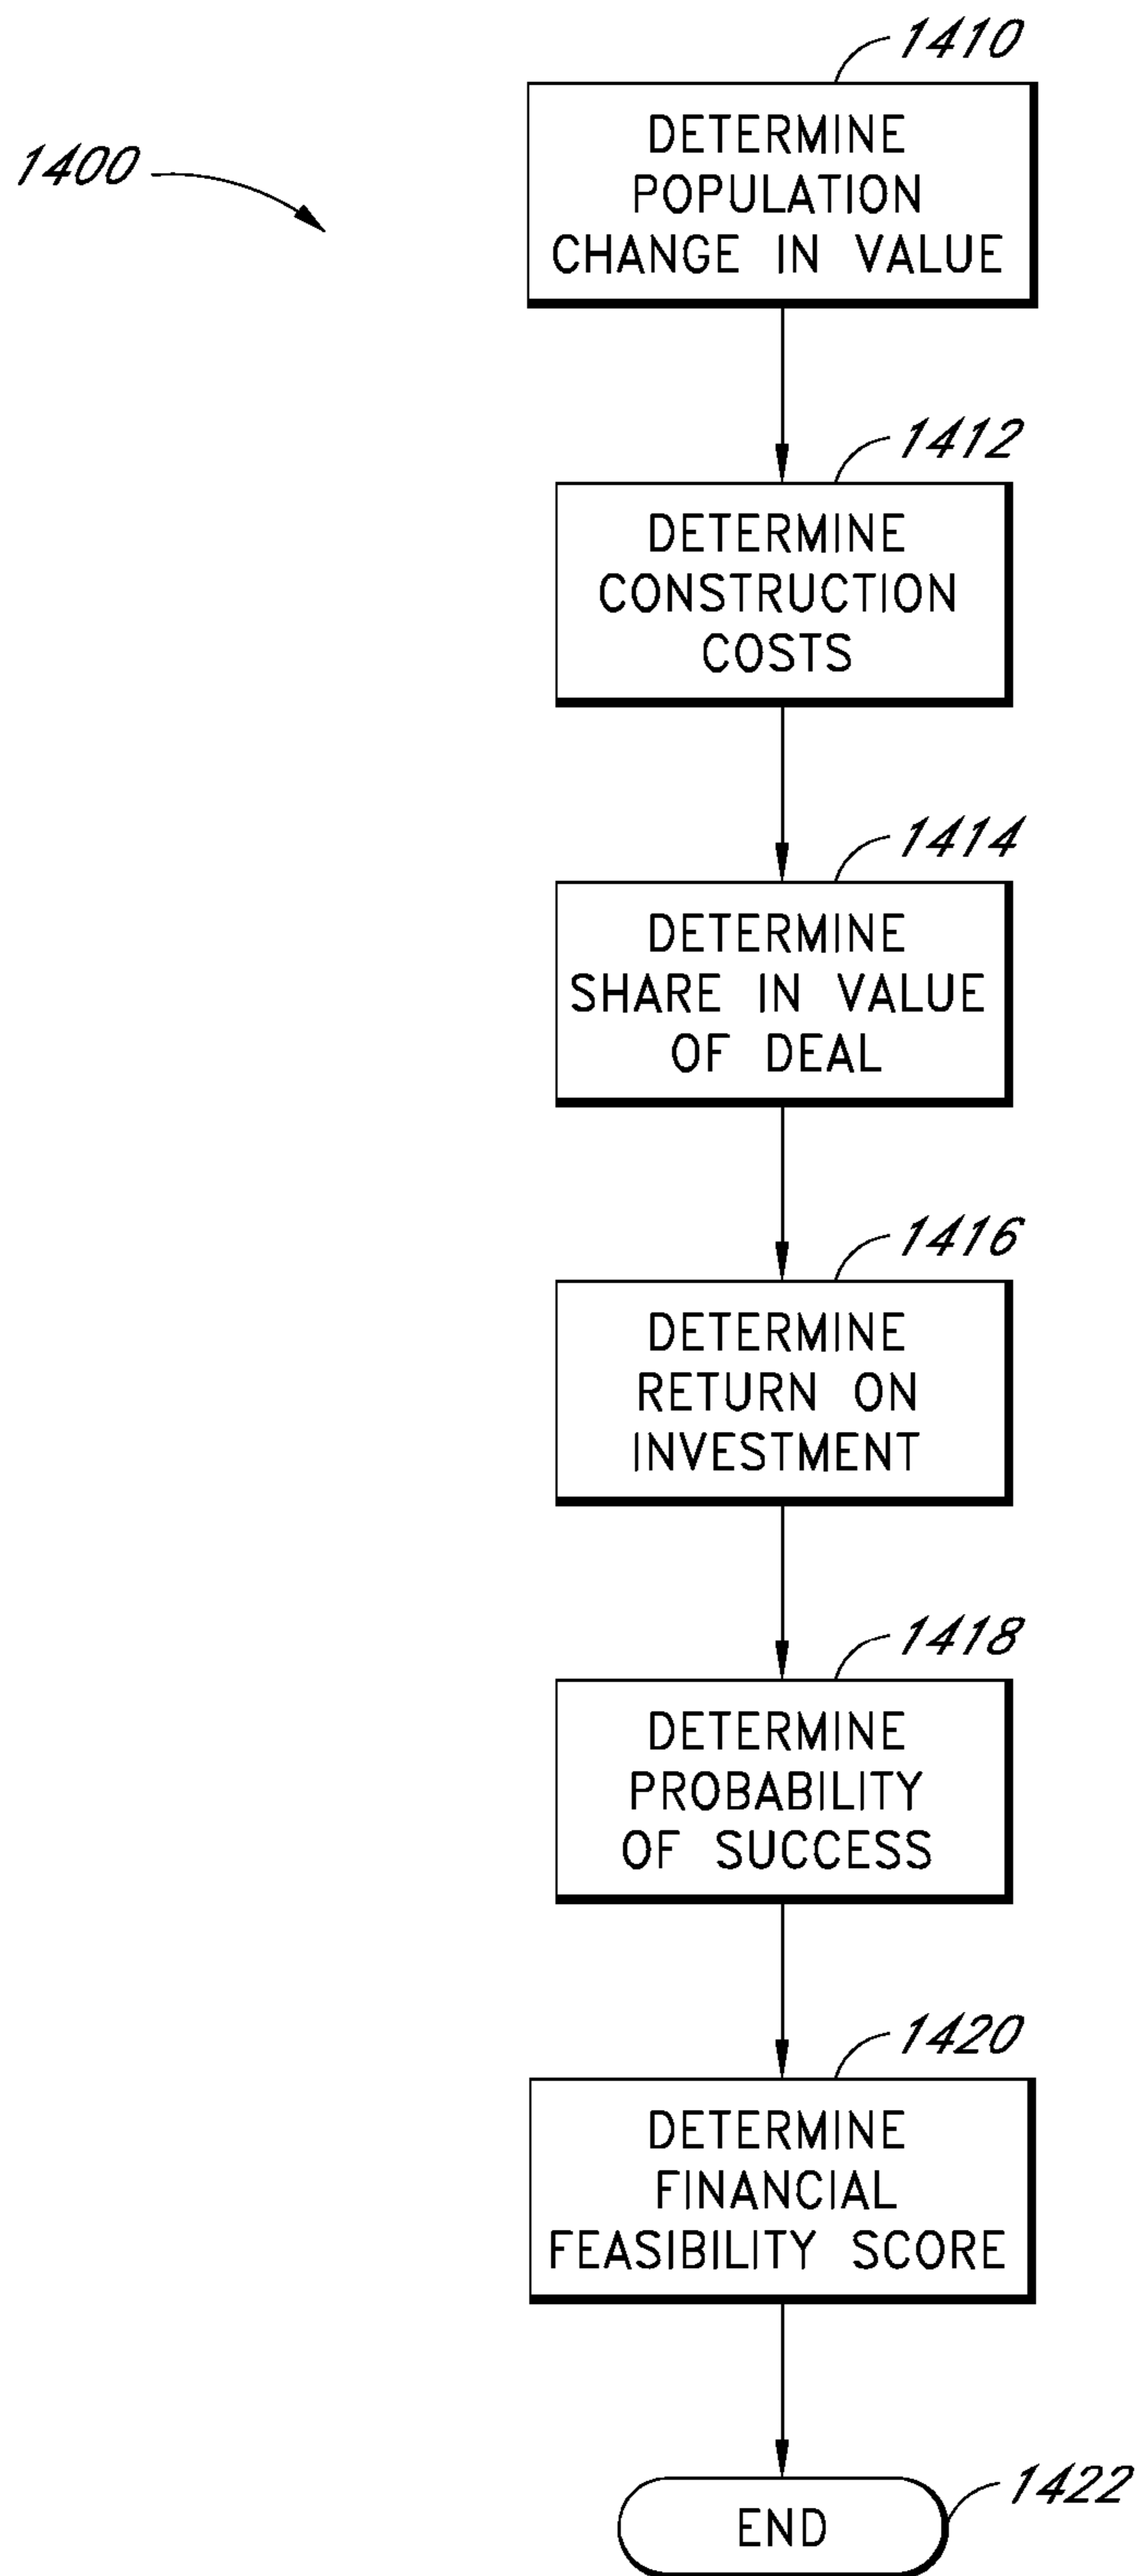 1400
1410
DETERMINE
POPULATION
CHANGE IN VALUE
1412
DETERMINE
CONSTRUCTION
COSTS
1414
DETERMINE
SHARE IN VALUE
OF DEAL
1416
DETERMINE
RETURN ON
INVESTMENT
1418
DETERMINE
PROBABILITY
OF SUCCESS
1420
DETERMINE
FINANCIAL
FEASIBILITY SCORE
1422
END